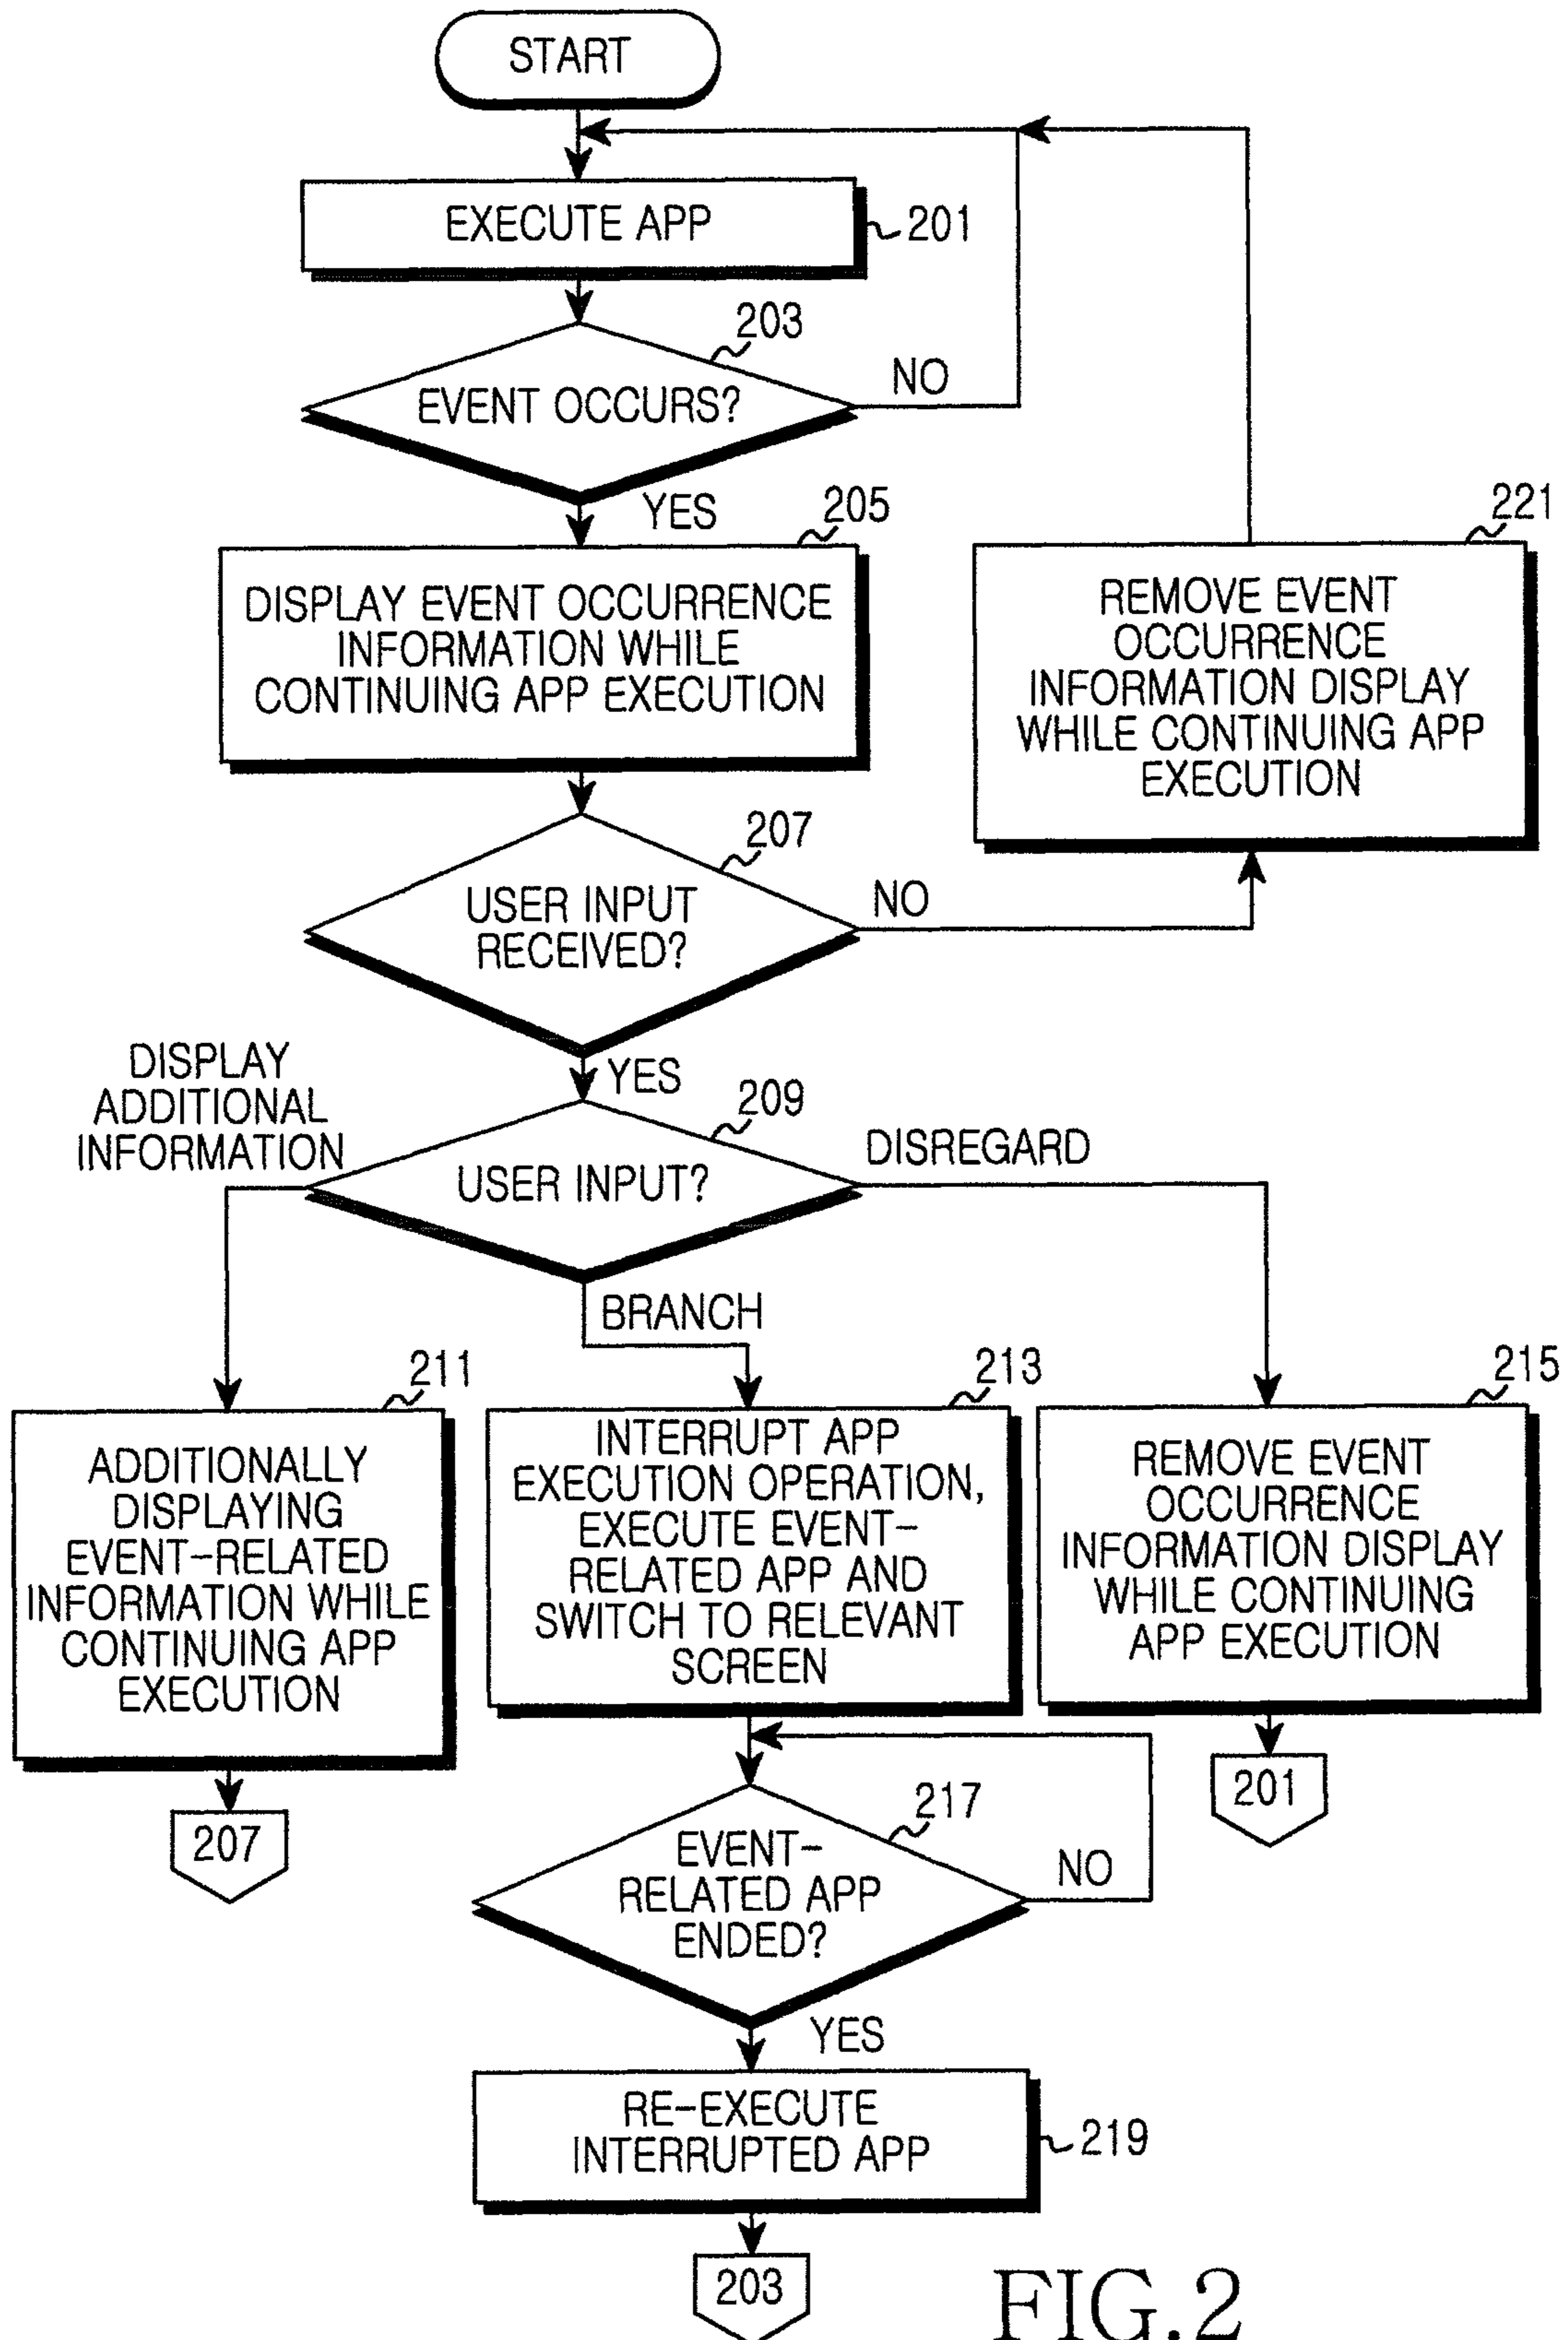 START
EXECUTE APP
201
203
EVENT OCCURS?
NO
YES
205
DISPLAY EVENT OCCURRENCE
INFORMATION WHILE
CONTINUING APP EXECUTION
221
REMOVE EVENT
OCCURRENCE
INFORMATION DISPLAY
WHILE CONTINUING APP
EXECUTION
207
USER INPUT
RECEIVED?
NO
YES
DISPLAY
ADDITIONAL
INFORMATION
209
USER INPUT?
DISREGARD
BRANCH
211
ADDITIONALLY
DISPLAYING
EVENT-RELATED
INFORMATION WHILE
CONTINUING APP
EXECUTION
207
213
INTERRUPT APP
EXECUTION OPERATION,
EXECUTE EVENT-
RELATED APP AND
SWITCH TO RELEVANT
SCREEN
215
REMOVE EVENT
OCCURRENCE
INFORMATION DISPLAY
WHILE CONTINUING
APP EXECUTION
201
217
EVENT-
RELATED APP
ENDED?
NO
YES
RE-EXECUTE
INTERRUPTED APP
219
203
FIG.2